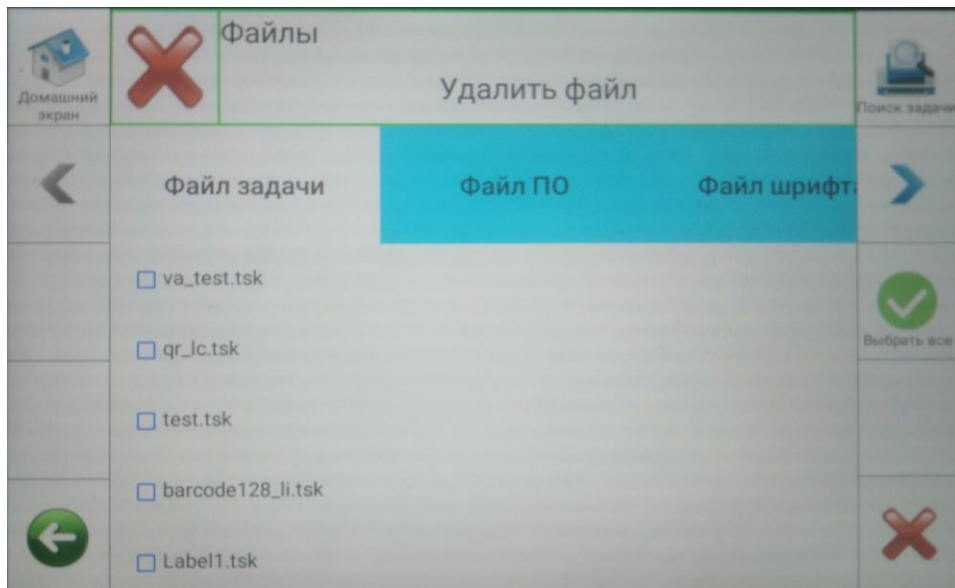 Файлы
Удалить файл
Домашний
экран
Поиск задачи
Файл задачи
Файл ПО
Файл шрифта
va_test.tsk
qr_lc.tsk
Выбрать все
test.tsk
barcode128_li.tsk
Label1.tsk